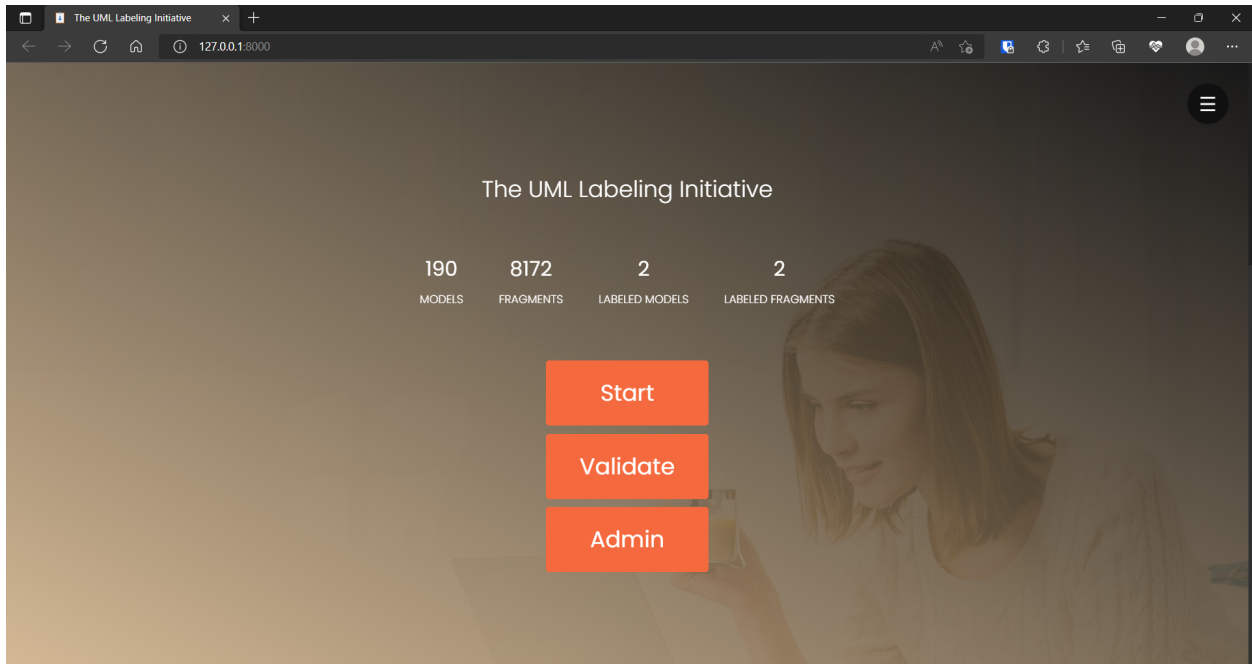 The UML Labeling Initiative
127.0.0.1:8000
The UML Labeling Initiative
190 8172 2 2
MODELS FRAGMENTS LABELED MODELS LABELED FRAGMENTS
Start
Validate
Admin